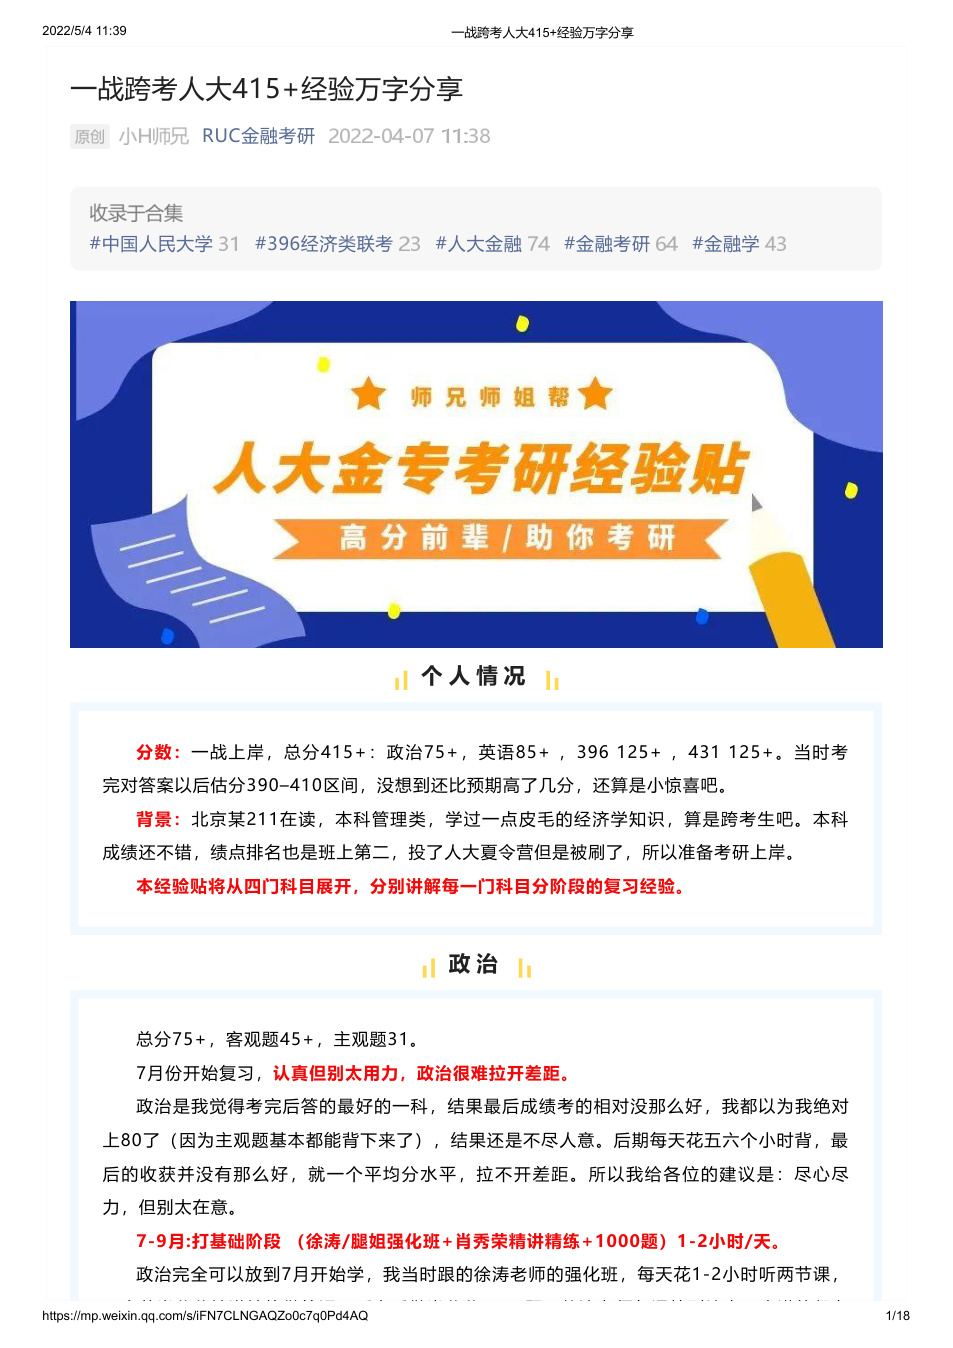 2022/5/4 11:39
一战跨考人大415+经验万字分享
一战跨考人大415+经验万字分享
原创 小H师兄 RUC金融考研 2022-04-07 11:38
收录于合集
#中国人民大学 31 #396经济类联考 23 #人大金融 74 #金融考研 64 #金融学 43
师兄师姐帮
人大金专考研经验贴
高分前辈/助你考研
个人情况
分数：一战上岸，总分415+：政治75+，英语85+ ，396 125+ ，431 125+。当时考
完对答案以后估分390–410区间，没想到还比预期高了几分，还算是小惊喜吧。
背景：北京某211在读，本科管理类，学过一点皮毛的经济学知识，算是跨考生吧。本科
成绩还不错，绩点排名也是班上第二，投了人大夏令营但是被刷了，所以准备考研上岸。
本经验贴将从四门科目展开，分别讲解每一门科目分阶段的复习经验。
政治
总分75+，客观题45+，主观题31。
7月份开始复习，认真但别太用力，政治很难拉开差距。
政治是我觉得考完后答的最好的一科，结果最后成绩考的相对没那么好，我都以为我绝对
上80了（因为主观题基本都能背下来了），结果还是不尽人意。后期每天花五六个小时背，最
后的收获并没有那么好，就一个平均分水平，拉不开差距。所以我给各位的建议是：尽心尽
力，但别太在意。
7-9月:打基础阶段 （徐涛/腿姐强化班+肖秀荣精讲精练+1000题）1-2小时/天。
政治完全可以放到7月开始学，我当时跟的徐涛老师的强化班，每天花1-2小时听两节课，
https://mp.weixin.qq.com/s/iFN7CLNGAQZo0c7q0Pd4AQ
1/18